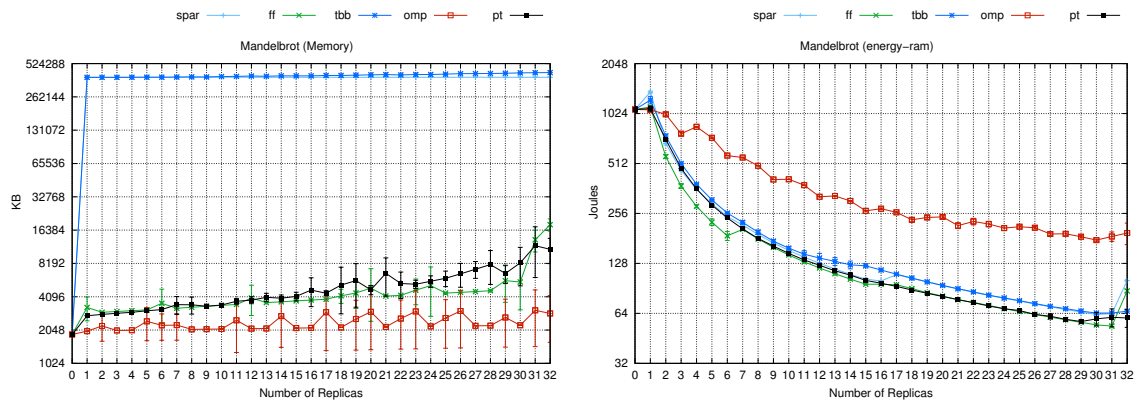 spar ff tbb omp pt
Mandelbrot (Memory)
524288
262144
131072
65536
32768
16384
8192
4096
2048
1024
KB
0 1 2 3 4 5 6 7 8 9 10 11 12 13 14 15 16 17 18 19 20 21 22 23 24 25 26 27 28 29 30 31 32
Number of Replicas
spar ff tbb omp pt
Mandelbrot (energy-ram)
2048
1024
512
256
128
64
32
Joules
0 1 2 3 4 5 6 7 8 9 10 11 12 13 14 15 16 17 18 19 20 21 22 23 24 25 26 27 28 29 30 31 32
Number of Replicas